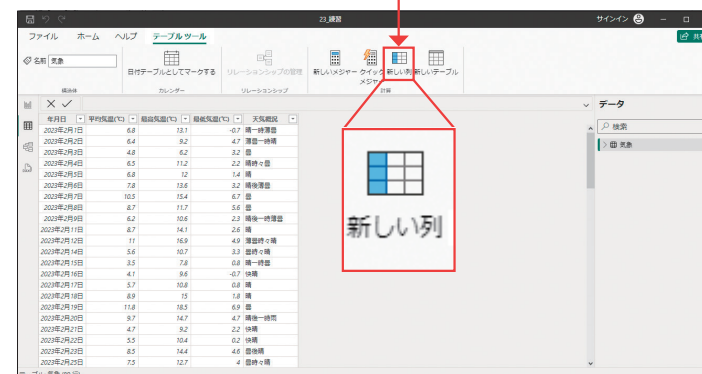 23_練習
サインイン
ファイル ホーム ヘルプ テーブル ツール
共有
名前 気象
日付テーブルとしてマークする
リレーションシップの管理
新しいメジャー クイック メジャー 新しい列 新しいテーブル
構造体 カレンダー リレーションシップ 計算
データ
検索
気象
年月日 平均気温(℃) 最高気温(℃) 最低気温(℃) 天気概況
2023年2月1日 6.8 13.1 -0.7 晴一時薄曇
2023年2月2日 6.4 9.2 4.7 薄曇一時晴
2023年2月3日 4.8 6.2 3.2 曇
2023年2月4日 6.5 11.2 2.2 晴時々曇
2023年2月5日 6.8 12 1.4 晴
2023年2月6日 7.8 13.6 3.2 晴後薄曇
2023年2月7日 10.5 15.4 6.7 曇
2023年2月8日 8.7 11.7 5.6 曇
2023年2月9日 6.2 10.6 2.3 晴後一時薄曇
2023年2月11日 8.7 14.1 2.6 晴
2023年2月12日 11 16.9 4.9 薄曇時々晴
2023年2月14日 5.6 10.7 3.3 曇時々晴
2023年2月15日 3.5 7.8 0.8 晴一時曇
2023年2月16日 4.1 9.6 -0.7 快晴
2023年2月17日 5.7 10.8 0.8 晴
2023年2月18日 8.9 15 1.8 晴
2023年2月19日 11.8 18.5 6.9 曇
2023年2月20日 9.7 14.7 4.7 晴後一時雨
2023年2月21日 4.7 9.2 2.2 快晴
2023年2月22日 5.5 10.4 0.2 快晴
2023年2月23日 8.5 14.4 4.6 曇後晴
2023年2月25日 7.5 12.7 4 曇時々晴
新しい列